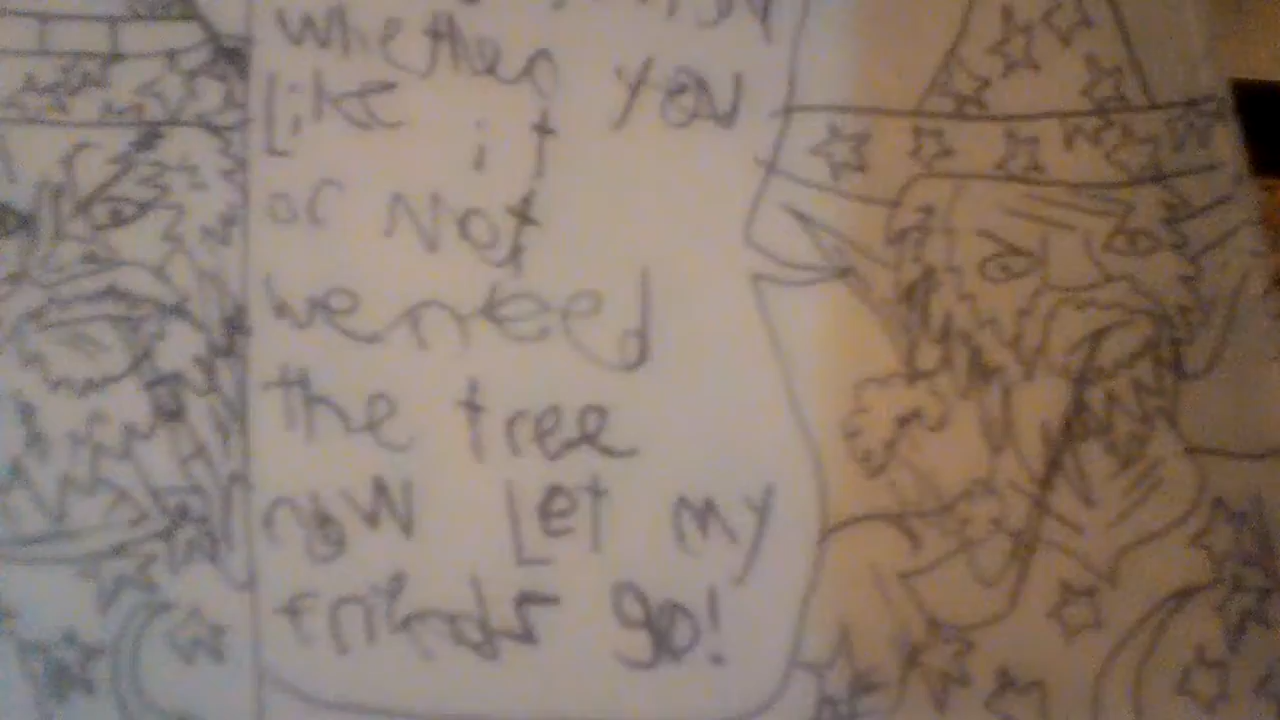 whether you
Like it
or Not
we need
the tree
now Let my
friends go!